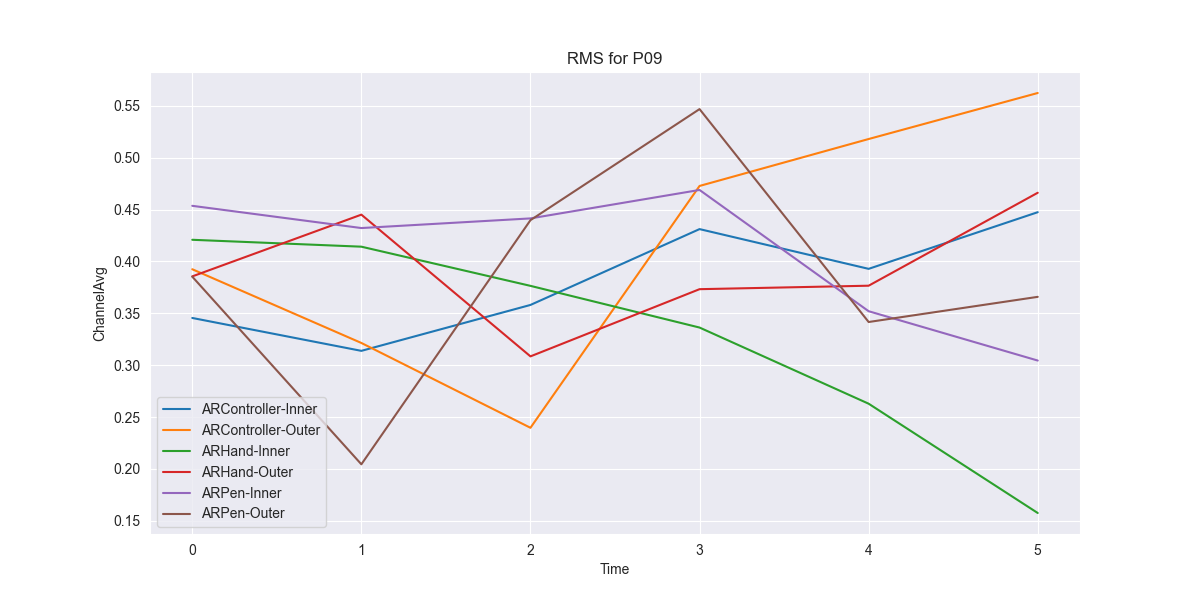 RMS for P09
ChannelAvg
0.55
0.50
0.45
0.40
0.35
0.30
0.25
0.20
0.15
ARController-Inner
ARController-Outer
ARHand-Inner
ARHand-Outer
ARPen-Inner
ARPen-Outer
0 1 2 3 4 5
Time